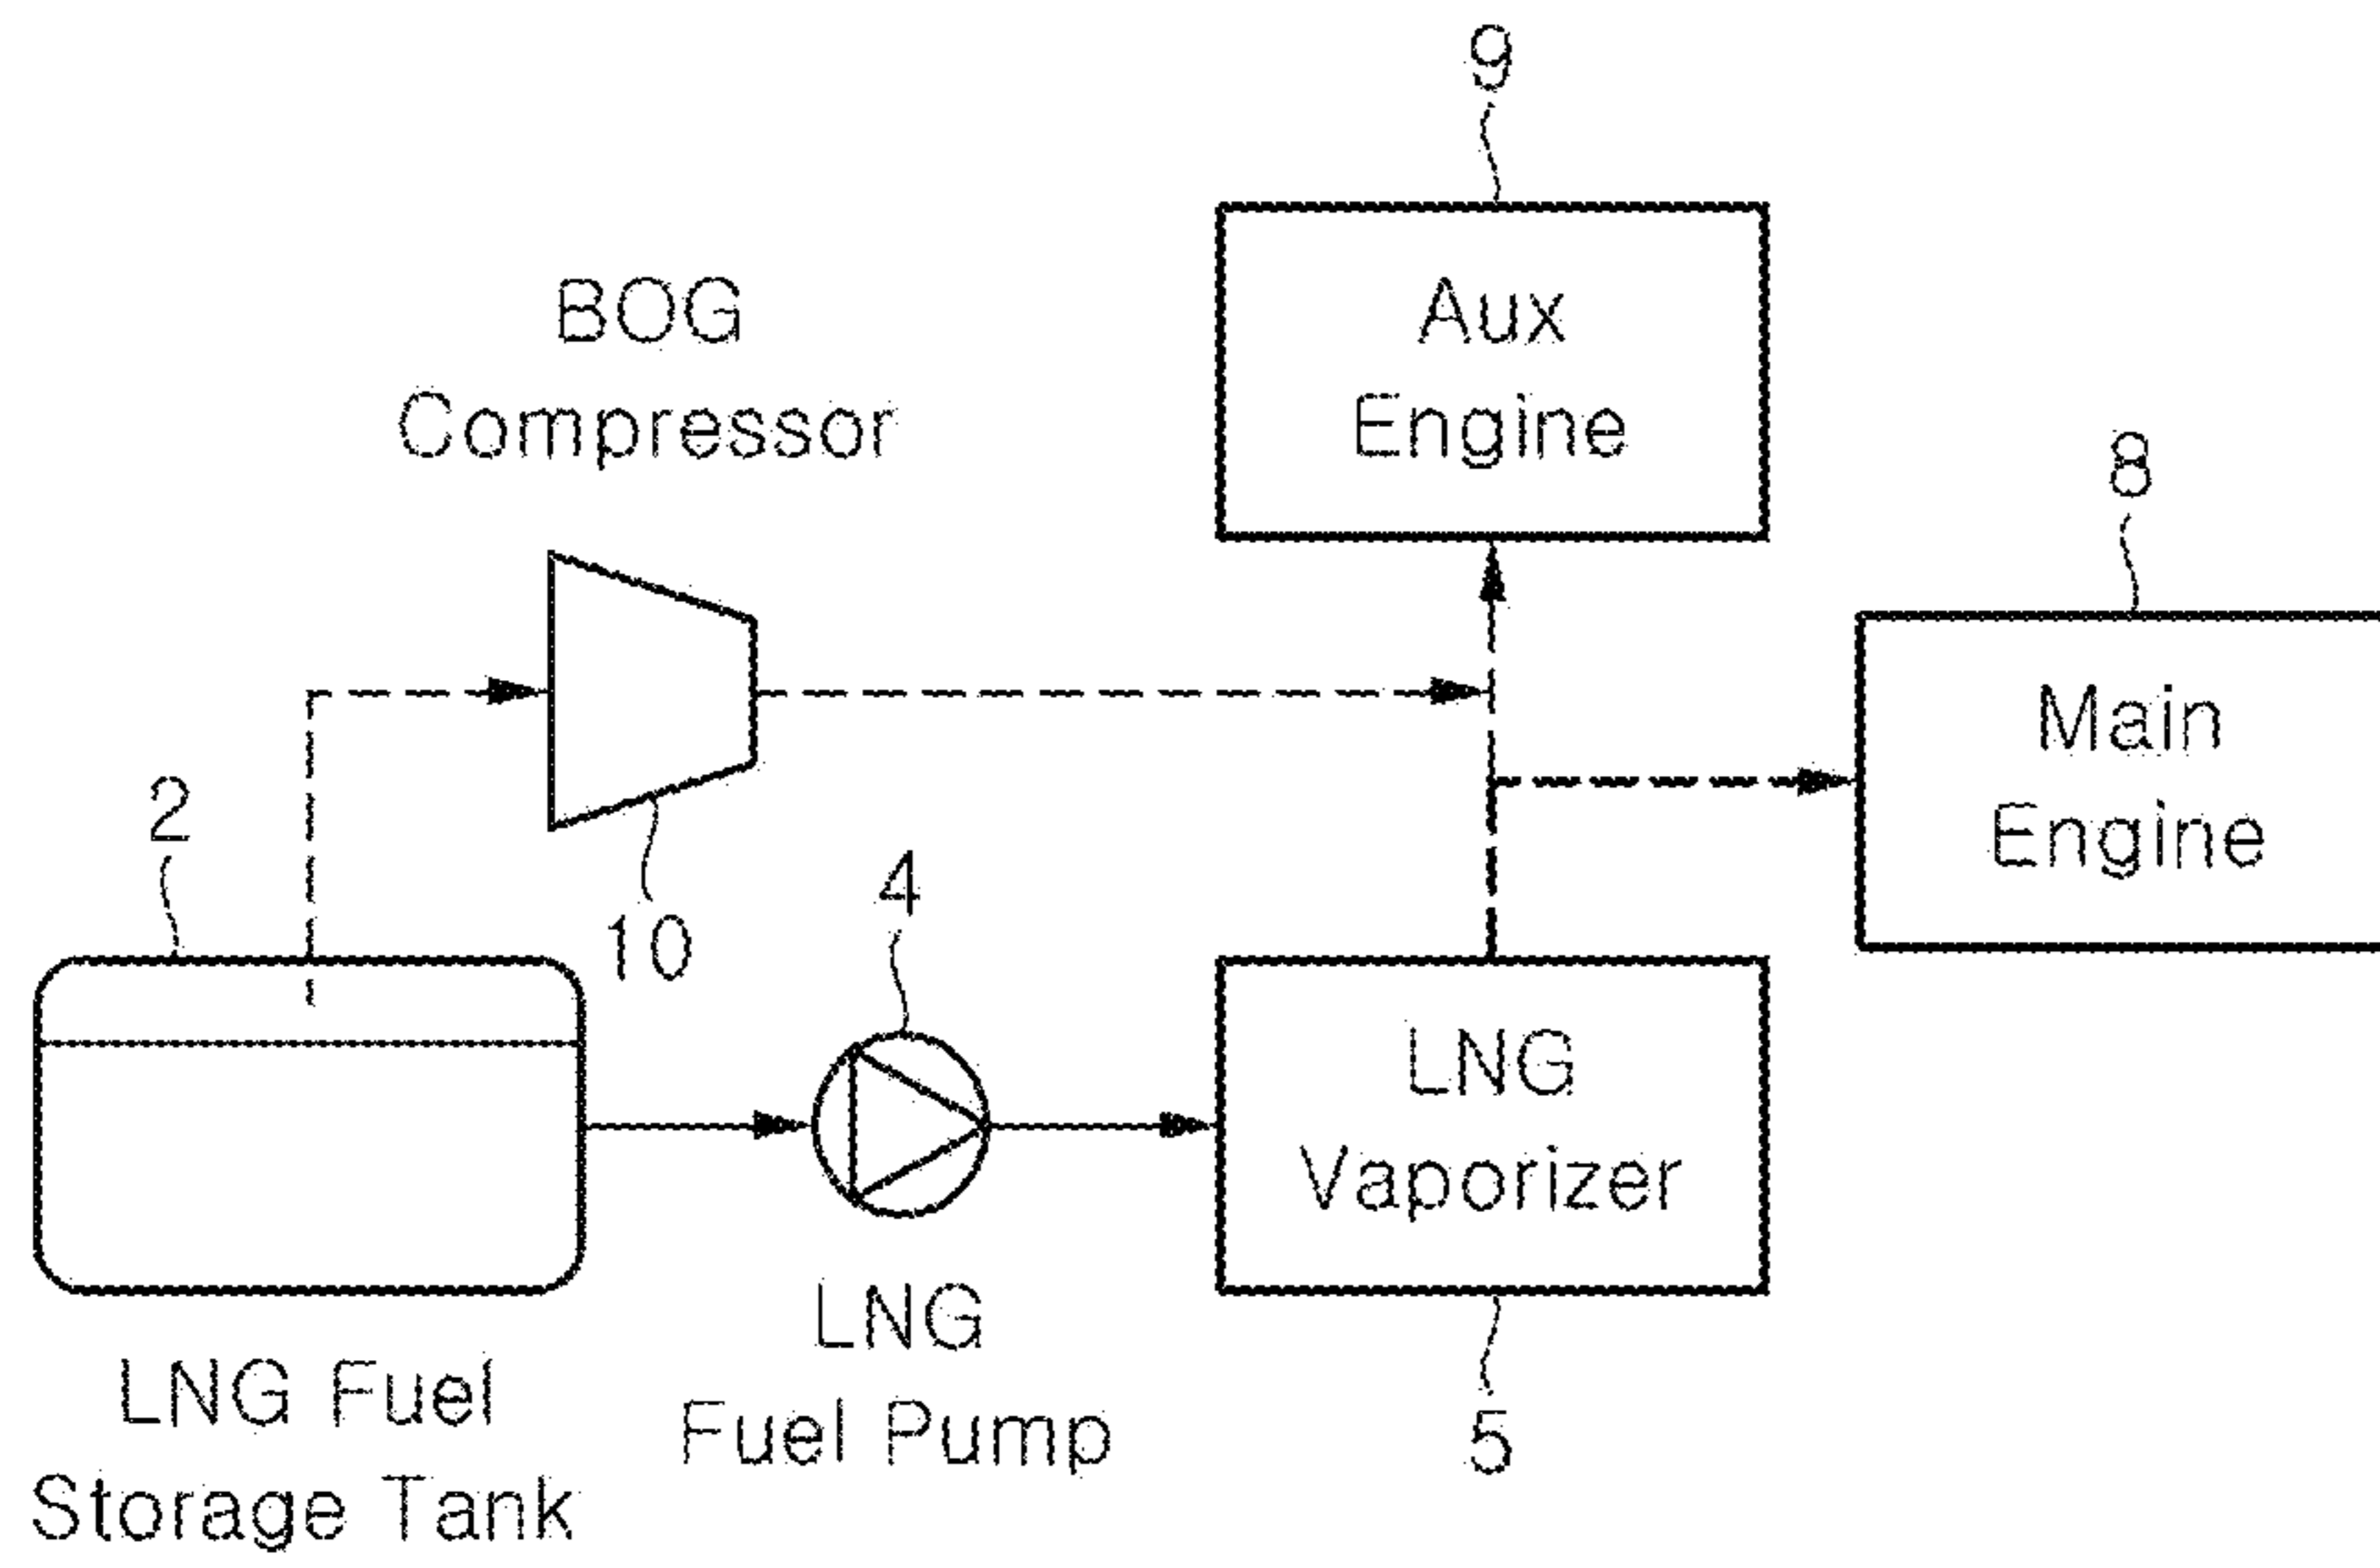 9
Aux
Engine
BOG
Compressor
8
Main
Engine
2
10
4
LNG
Vaporizer
LNG Fuel
Storage Tank
LNG
Fuel Pump
5